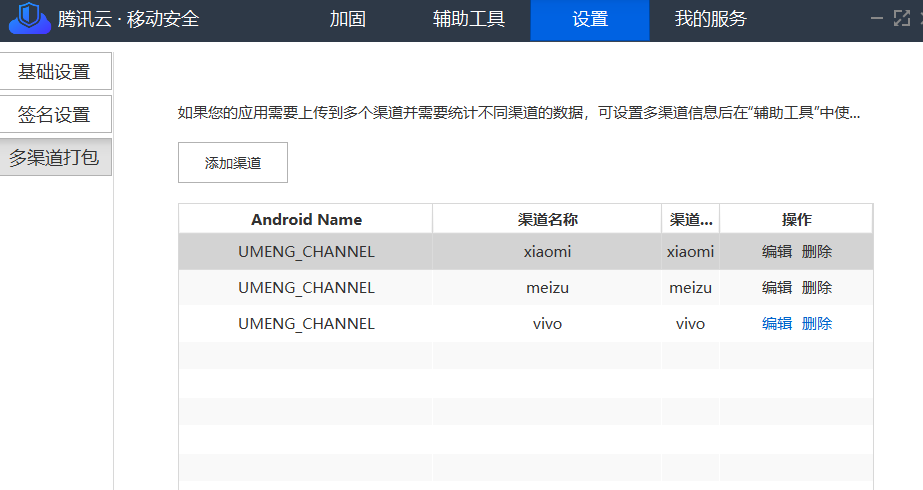 腾讯云 · 移动安全 加固 辅助工具 设置 我的服务
基础设置
签名设置
多渠道打包
如果您的应用需要上传到多个渠道并需要统计不同渠道的数据，可设置多渠道信息后在“辅助工具”中使...
添加渠道
Android Name 渠道名称 渠道... 操作
UMENG_CHANNEL xiaomi xiaomi 编辑 删除
UMENG_CHANNEL meizu meizu 编辑 删除
UMENG_CHANNEL vivo vivo 编辑 删除